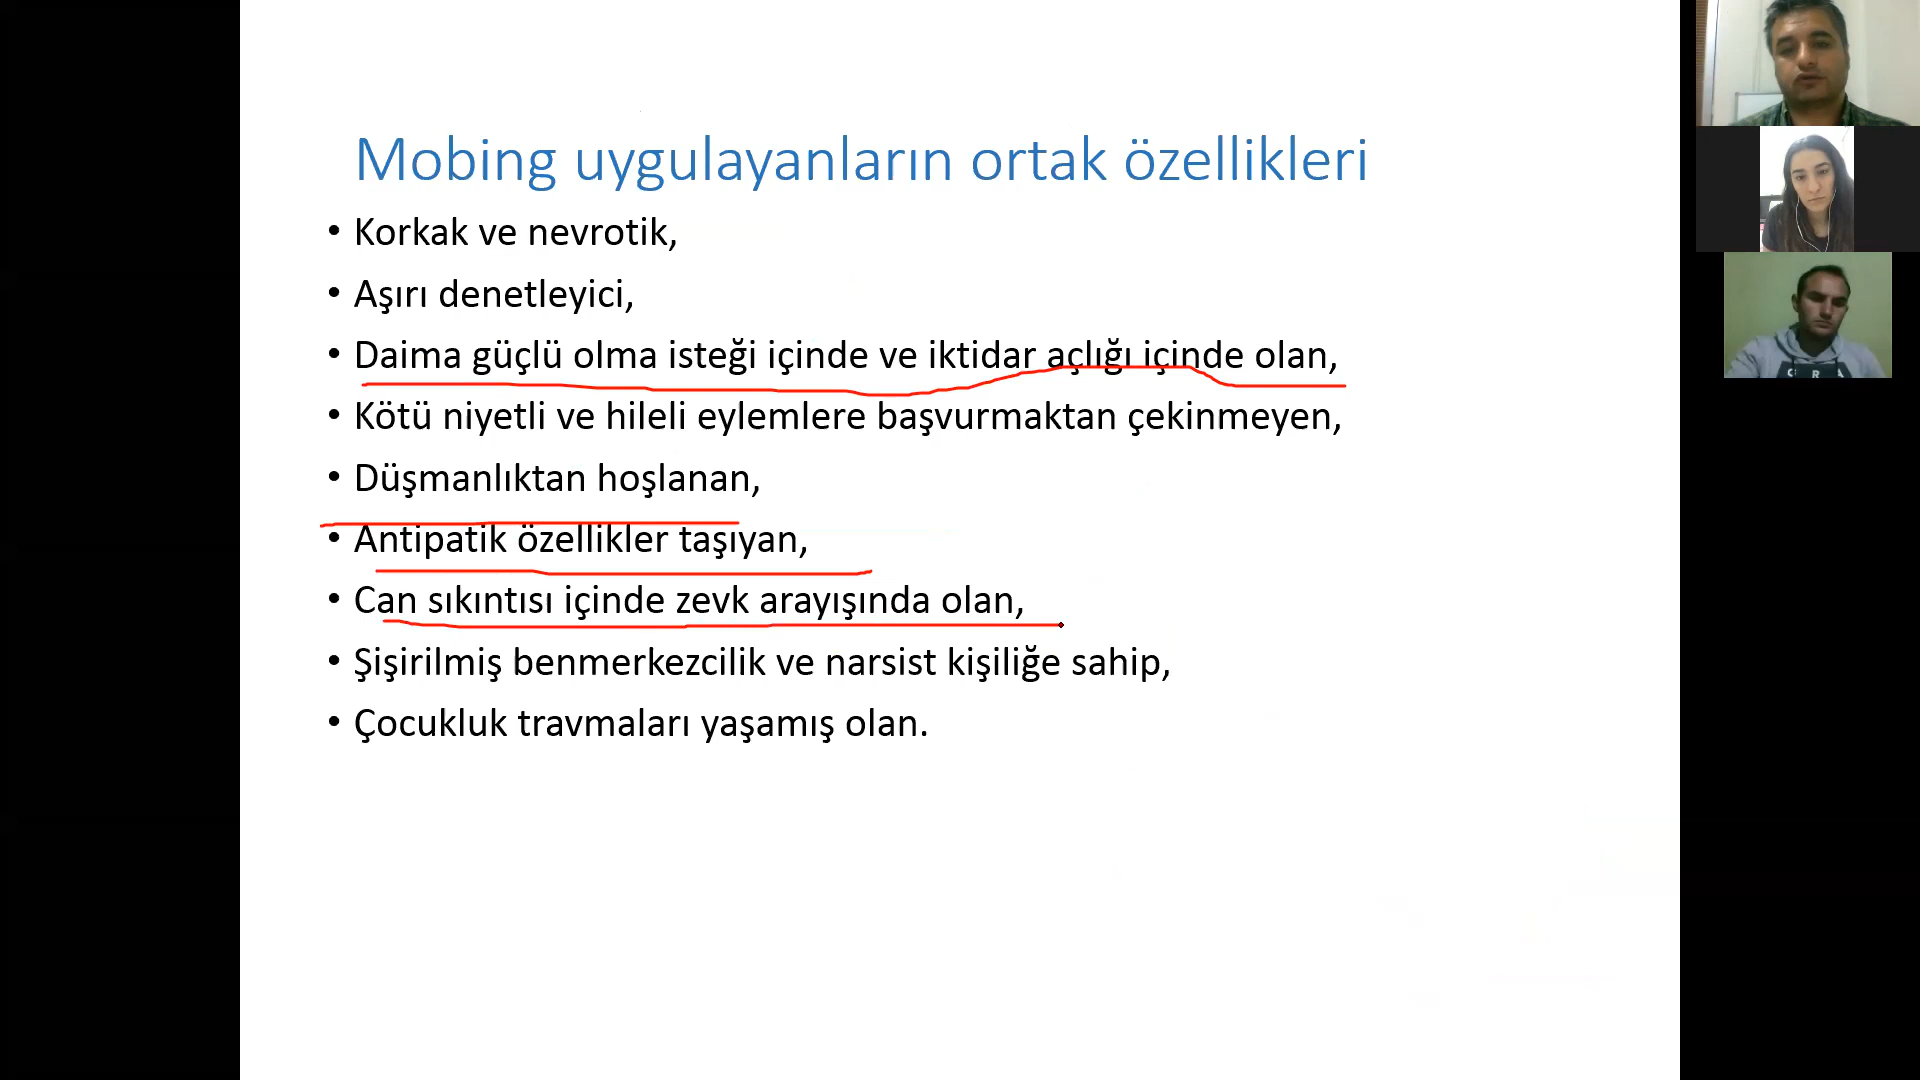 Mobing uygulayanların ortak özellikleri
• Korkak ve nevrotik,
• Aşırı denetleyici,
• Daima güçlü olma isteği içinde ve iktidar açlığı içinde olan,
• Kötü niyetli ve hileli eylemlere başvurmaktan çekinmeyen,
• Düşmanlıktan hoşlanan,
• Antipatik özellikler taşıyan,
• Can sıkıntısı içinde zevk arayışında olan,
• Şişirilmiş benmerkezcilik ve narsist kişiliğe sahip,
• Çocukluk travmaları yaşamış olan.